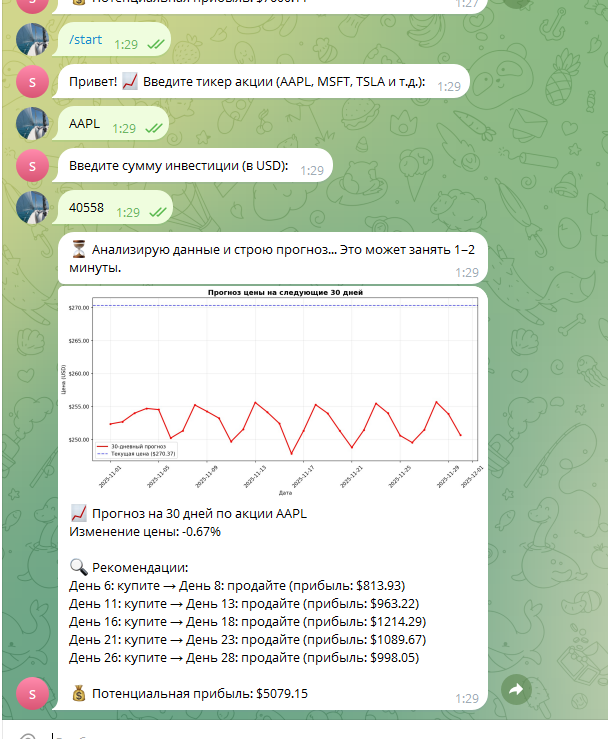 /start 1:29
S
Привет! 📈 Введите тикер акции (AAPL, MSFT, TSLA и т.д.): 1:29
AAPL 1:29
S
Введите сумму инвестиции (в USD): 1:29
40558 1:29
⏳ Анализирую данные и строю прогноз... Это может занять 1–2
минуты. 1:29
Прогноз цены на следующие 30 дней
$270.00
$265.00
$260.00
$255.00
$250.00
Цена (USD)
30-дневный прогноз
Текущая цена ($270.37)
2025-11-01
2025-11-05
2025-11-09
2025-11-13
2025-11-17
2025-11-21
2025-11-25
2025-11-29
2025-12-01
Дата
📈 Прогноз на 30 дней по акции AAPL
Изменение цены: -0.67%
🔍 Рекомендации:
День 6: купите → День 8: продайте (прибыль: $813.93)
День 11: купите → День 13: продайте (прибыль: $963.22)
День 16: купите → День 18: продайте (прибыль: $1214.29)
День 21: купите → День 23: продайте (прибыль: $1089.67)
День 26: купите → День 28: продайте (прибыль: $998.05)
S
💰 Потенциальная прибыль: $5079.15 1:29